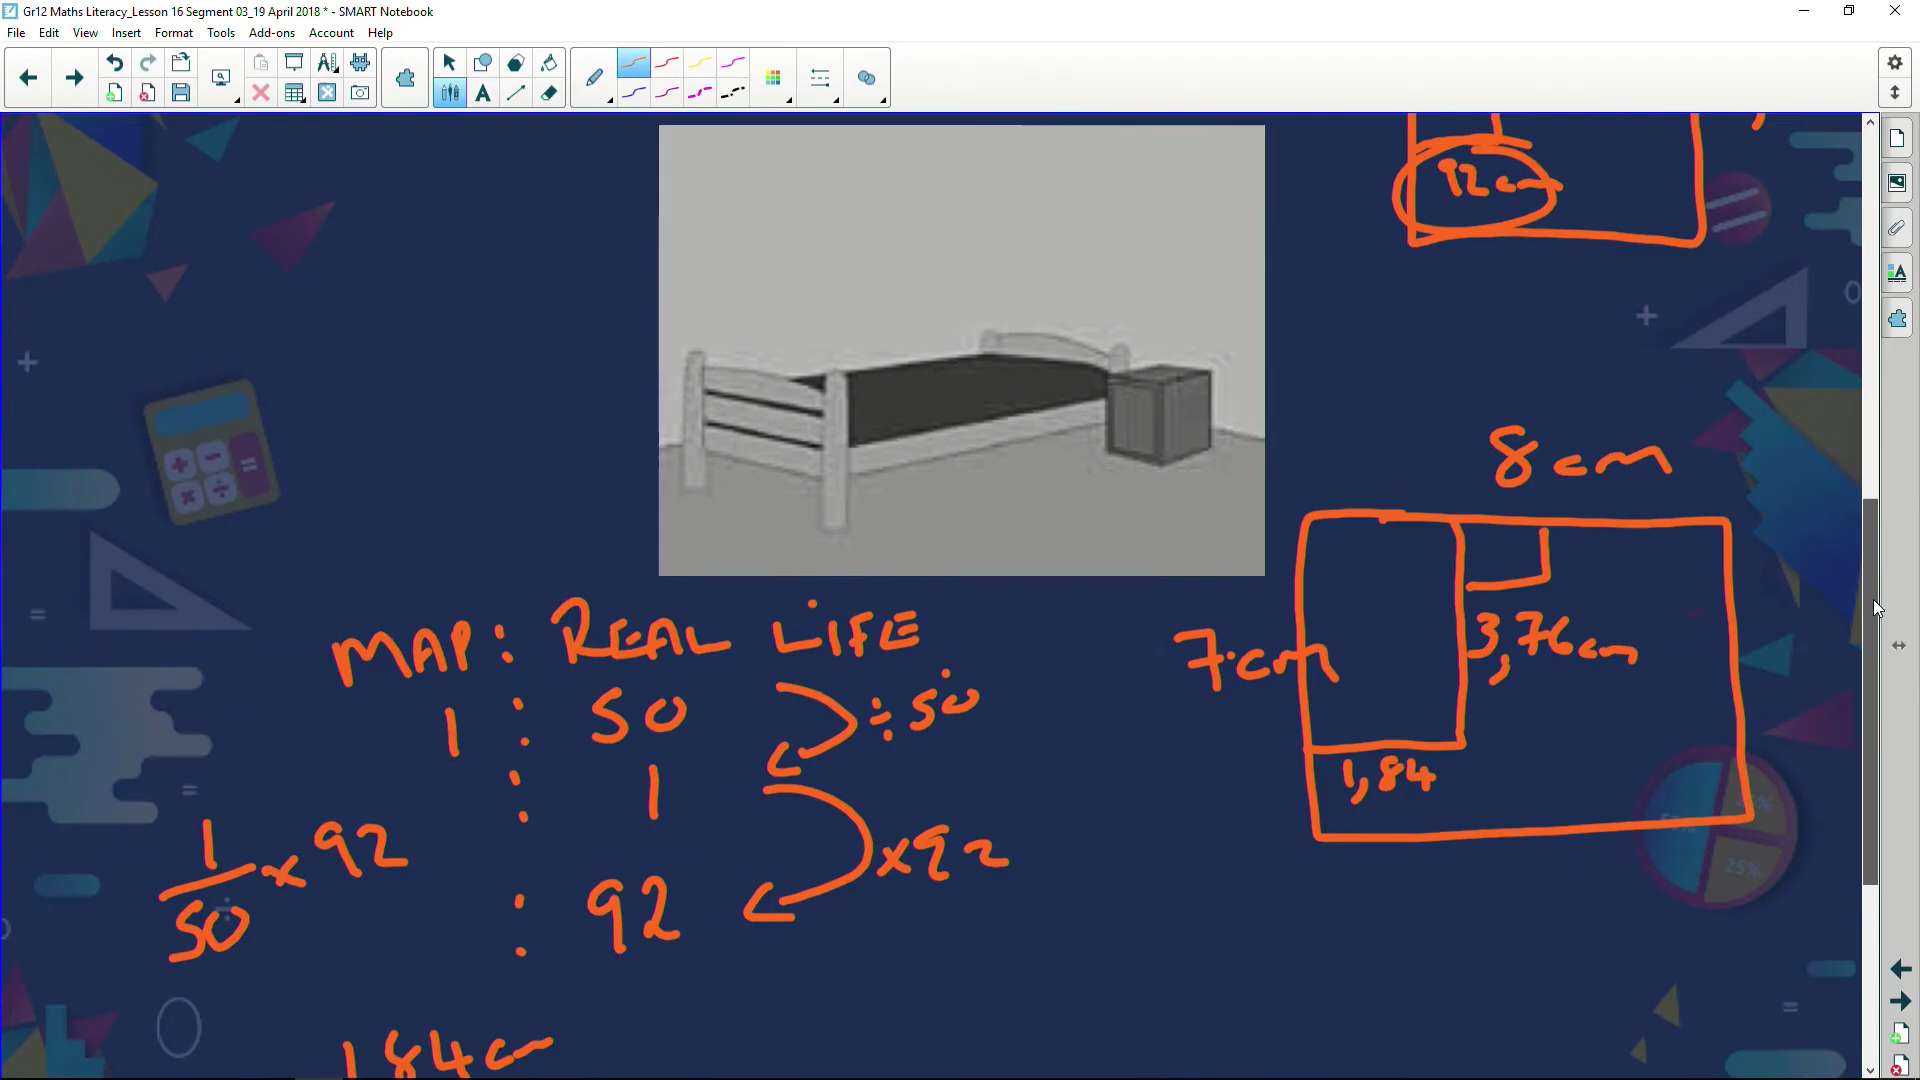 Gr12 Maths Literacy_Lesson 16 Segment 03_19 April 2018 * - SMART Notebook
File Edit View Insert Format Tools Add-ons Account Help
92cm
8cm
7cm
3,76cm
1,84
MAP : REAL LIFE
1 : 50 ÷50
: 1
1/50 × 92 ×92
: 92
1,84cm
25%